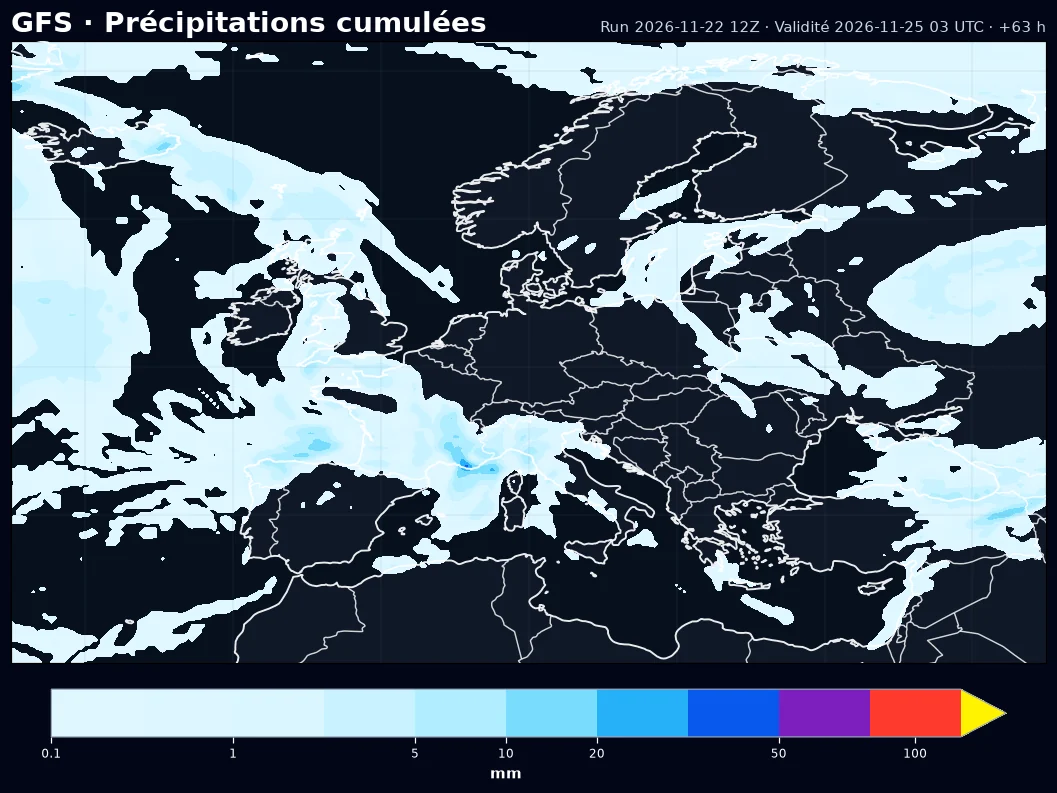 GFS · Précipitations cumulées
Run 2026-11-22 12Z · Validité 2026-11-25 03 UTC · +63 h
0.1 1 5 10 20 50 100
mm